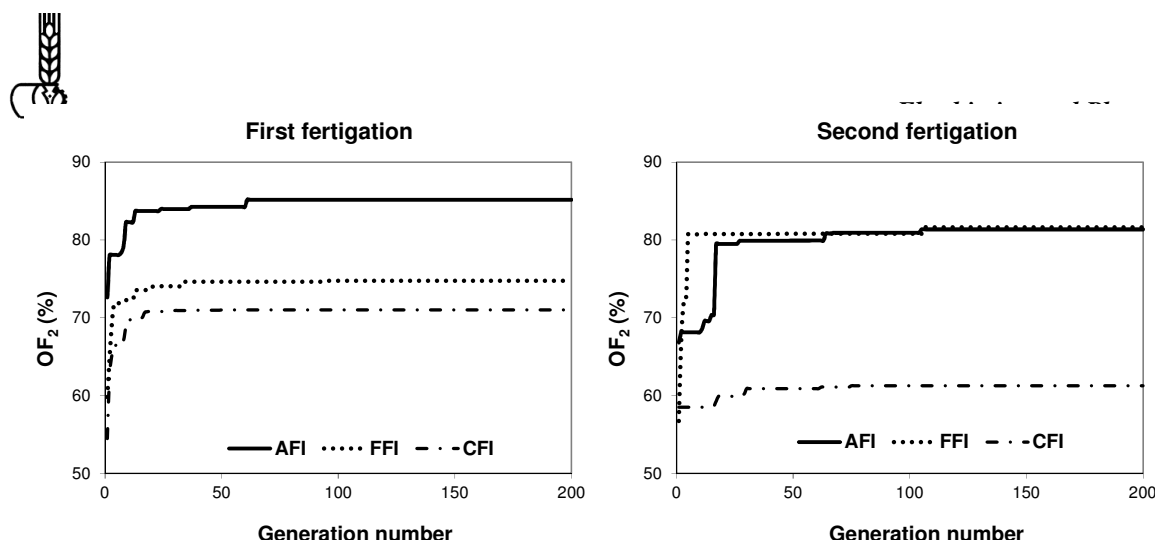 First fertigation
90
80
70
60
50
OF2 (%)
AFI FFI CFI
0 50 100 150 200
Generation number
Second fertigation
90
80
70
60
50
OF2 (%)
AFI FFI CFI
0 50 100 150 200
Generation number